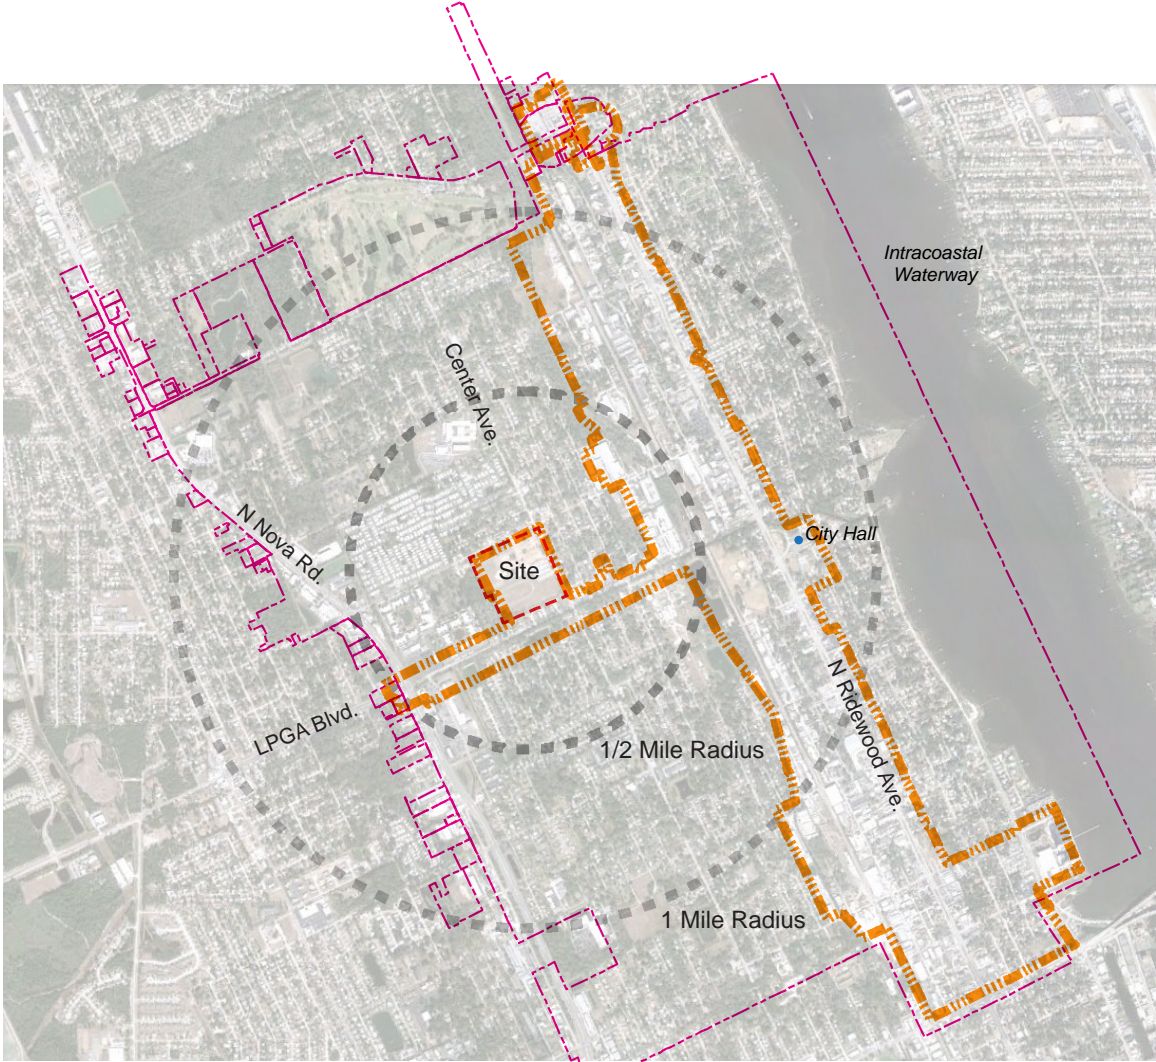 Intracoastal
Waterway
Center Ave.
N Nova Rd.
City Hall
Site
LPGA Blvd.
1/2 Mile Radius
N Ridewood Ave.
1 Mile Radius